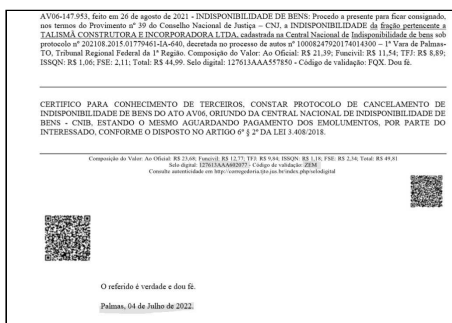 AV06-147.953, feito em 26 de agosto de 2021 - INDISPONIBILIDADE DE BENS: Procedo a presente para ficar consignado,
nos termos do Provimento nº 39 do Conselho Nacional de Justiça – CNJ, a INDISPONIBILIDADE da fração pertencente a
TALISMÃ CONSTRUTORA E INCORPORADORA LTDA, cadastrada na Central Nacional de Indisponibilidade de bens sob
protocolo nº 202108.2015.01779461-IA-640, decretada no processo de autos nº 10008247920174014300 – 1ª Vara de Palmas-
TO, Tribunal Regional Federal da 1ª Região. Composição do Valor: Ao Oficial: R$ 21,39; Funcivil: R$ 11,54; TFJ: R$ 8,89;
ISSQN: R$ 1,06; FSE: 2,11; Total: R$ 44,99. Selo digital: 127613AAA557850 - Código de validação: FQX. Dou fé.
CERTIFICO PARA CONHECIMENTO DE TERCEIROS, CONSTAR PROTOCOLO DE CANCELAMENTO DE
INDISPONIBILIDADE DE BENS DO ATO AV06, ORIUNDO DA CENTRAL NACIONAL DE INDISPONIBILIDADE DE
BENS - CNIB, ESTANDO O MESMO AGUARDANDO PAGAMENTO DOS EMOLUMENTOS, POR PARTE DO
INTERESSADO, CONFORME O DISPOSTO NO ARTIGO 6º § 2º DA LEI 3.408/2018.
Composição do Valor: Ao Oficial: R$ 23,68, Funcivil: R$ 12,77; TFJ: R$ 9,84; ISSQN: R$ 1,18, FSE: R$ 2,34; Total: R$ 49,81
Selo digital: 127613AAA602077 - Código de validação: ZEM
Consulte autenticidade em http://corregedoria.tjto.jus.br/index.php/selodigital
O referido é verdade e dou fé.
Palmas, 04 de Julho de 2022.